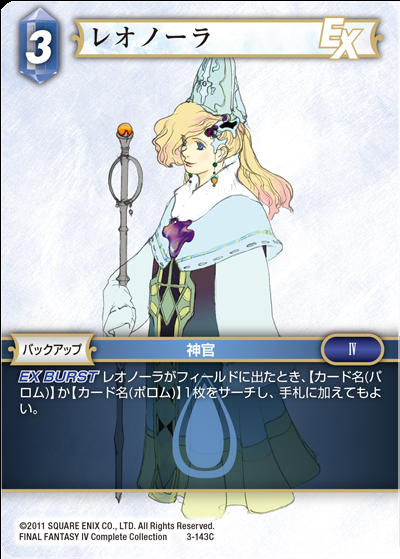 3
レオノーラ
EX
バックアップ
神官
IV
EX BURST レオノーラがフィールドに出たとき、【カード名(パ
ロム)】か【カード名(ポロム)】1枚をサーチし、手札に加えてもよ
い。
©2011 SQUARE ENIX CO., LTD. All Rights Reserved.
FINAL FANTASY IV Complete Collection 3-143C